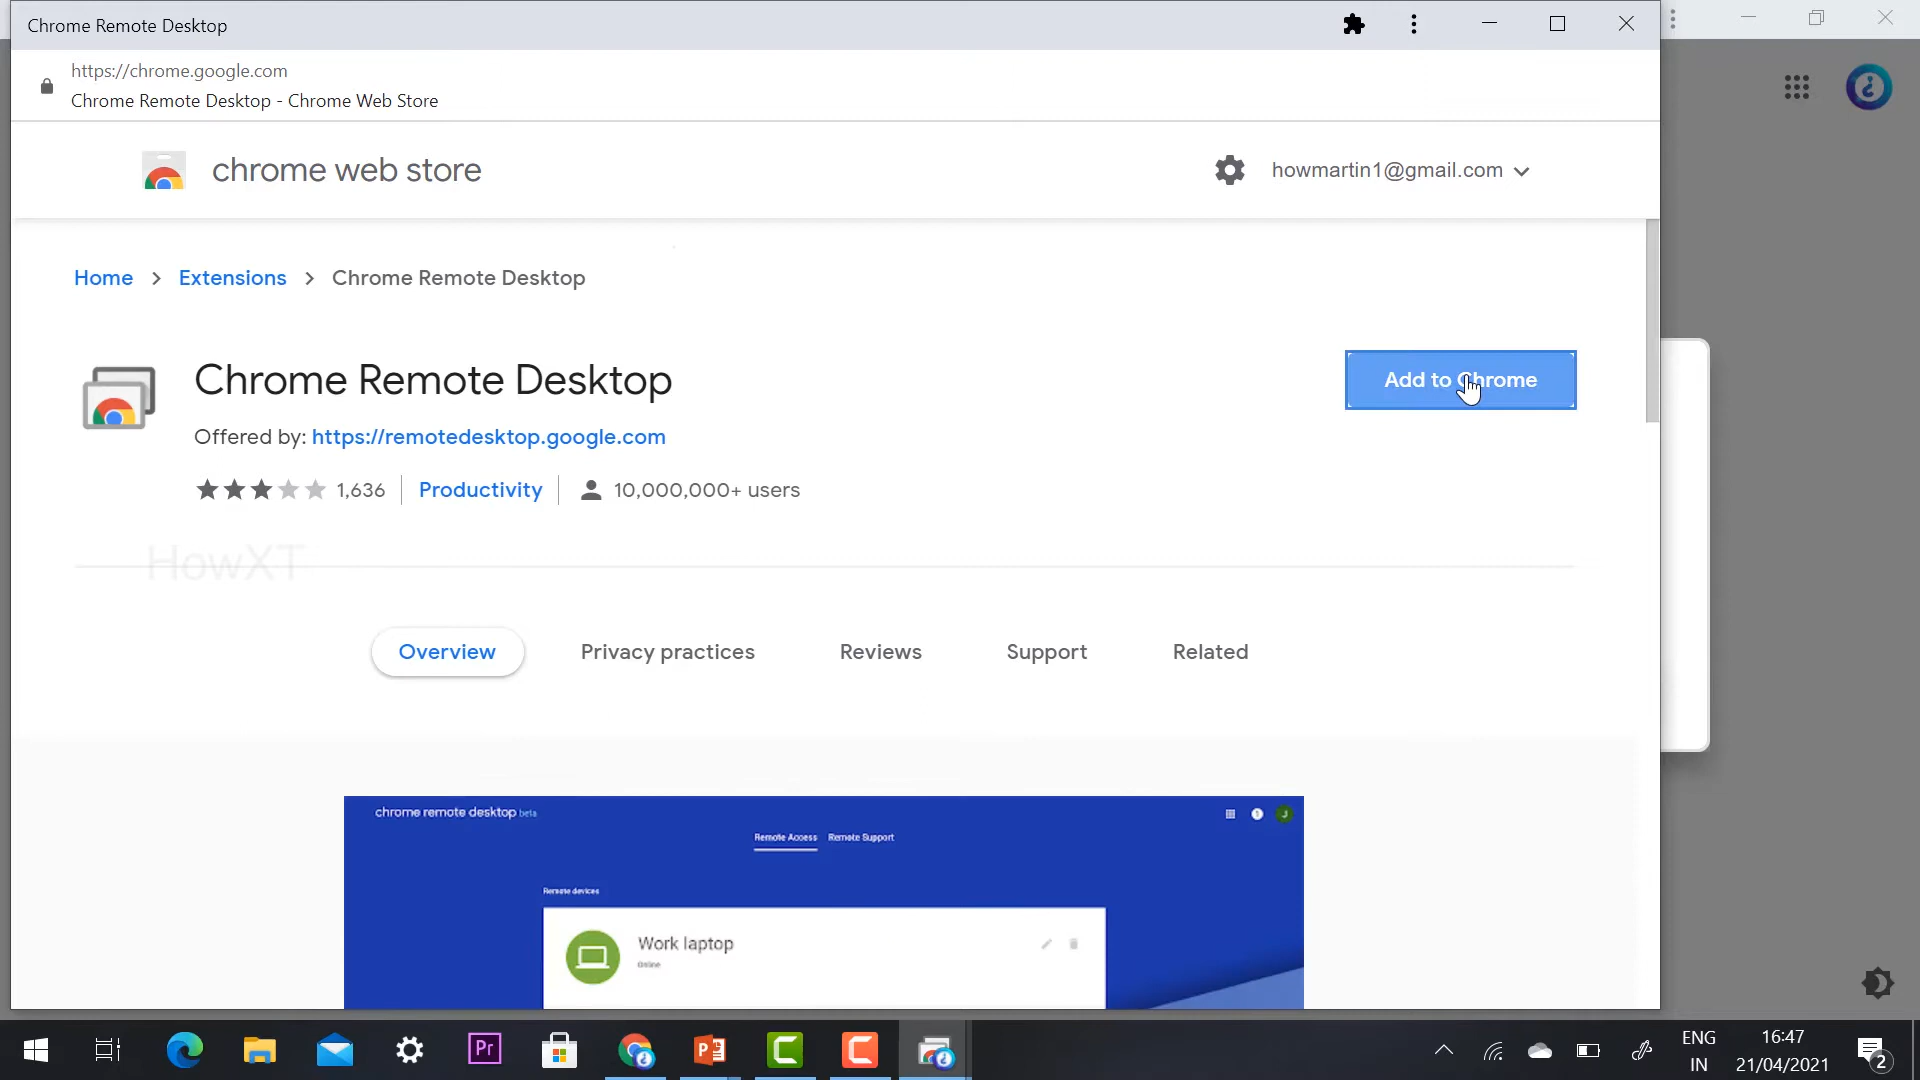 Chrome Remote Desktop
https://chrome.google.com
Chrome Remote Desktop - Chrome Web Store
chrome web store
howmartin1@gmail.com
Home > Extensions > Chrome Remote Desktop
Chrome Remote Desktop
Add to Chrome
Offered by: https://remotedesktop.google.com
1,636
Productivity
10,000,000+ users
HowXT
Overview
Privacy practices
Reviews
Support
Related
chrome remote desktop beta
J
Remote Access
Remote Support
Remote devices
Work laptop
Online
Pr
ENG
IN
16:47
21/04/2021
2